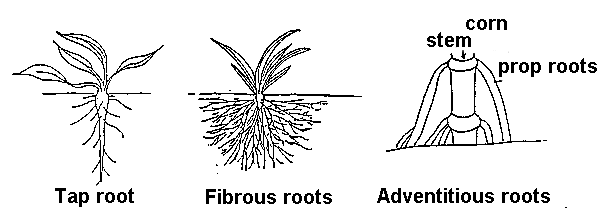 corn
stem
prop roots
Tap root
Fibrous roots
Adventitious roots